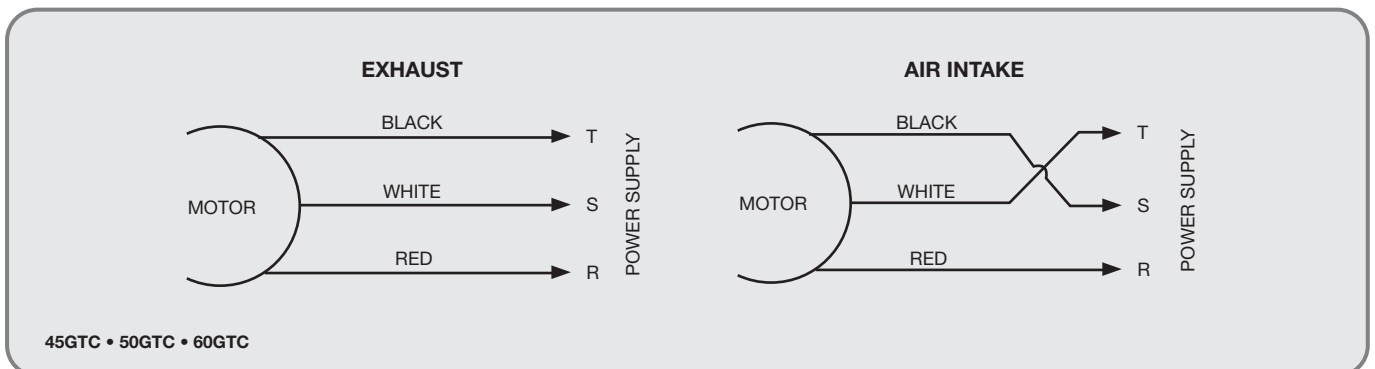 EXHAUST
BLACK
T
MOTOR
WHITE
S
RED
R
POWER SUPPLY
AIR INTAKE
BLACK
T
MOTOR
WHITE
S
RED
R
POWER SUPPLY
45GTC • 50GTC • 60GTC